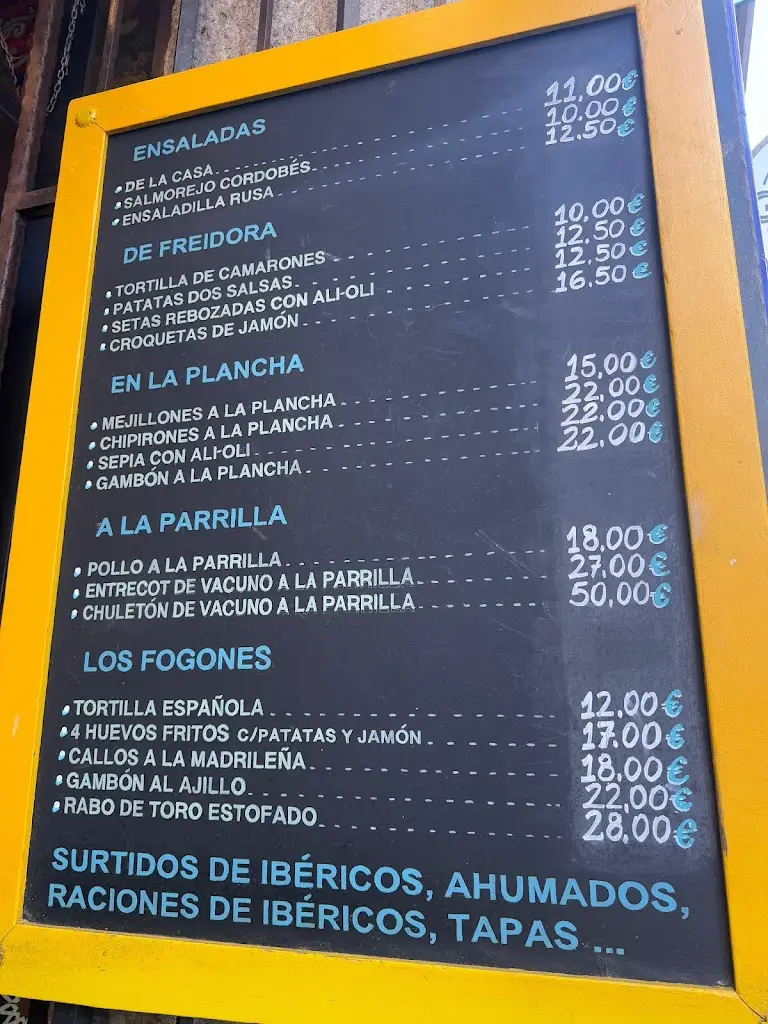 ENSALADAS
• DE LA CASA 11,00€
• SALMOREJO CORDOBÉS 10.00€
• ENSALADILLA RUSA 12.50€
DE FREIDORA
• TORTILLA DE CAMARONES 10,00€
• PATATAS DOS SALSAS 12.50€
• SETAS REBOZADAS CON ALI-OLI 12,50€
• CROQUETAS DE JAMÓN 16.50€
EN LA PLANCHA
• MEJILLONES A LA PLANCHA 15,00€
• CHIPIRONES A LA PLANCHA 22,00€
• SEPIA CON ALI-OLI 22.00€
• GAMBÓN A LA PLANCHA 22.00€
A LA PARRILLA
• POLLO A LA PARRILLA 18,00€
• ENTRECOT DE VACUNO A LA PARRILLA 27,00€
• CHULETÓN DE VACUNO A LA PARRILLA 50,00€
LOS FOGONES
• TORTILLA ESPAÑOLA 12,00€
• 4 HUEVOS FRITOS C/PATATAS Y JAMÓN 17.00€
• CALLOS A LA MADRILEÑA 18,00€
• GAMBÓN AL AJILLO 22,00€
• RABO DE TORO ESTOFADO 28,00€
SURTIDOS DE IBÉRICOS, AHUMADOS,
RACIONES DE IBÉRICOS, TAPAS ...